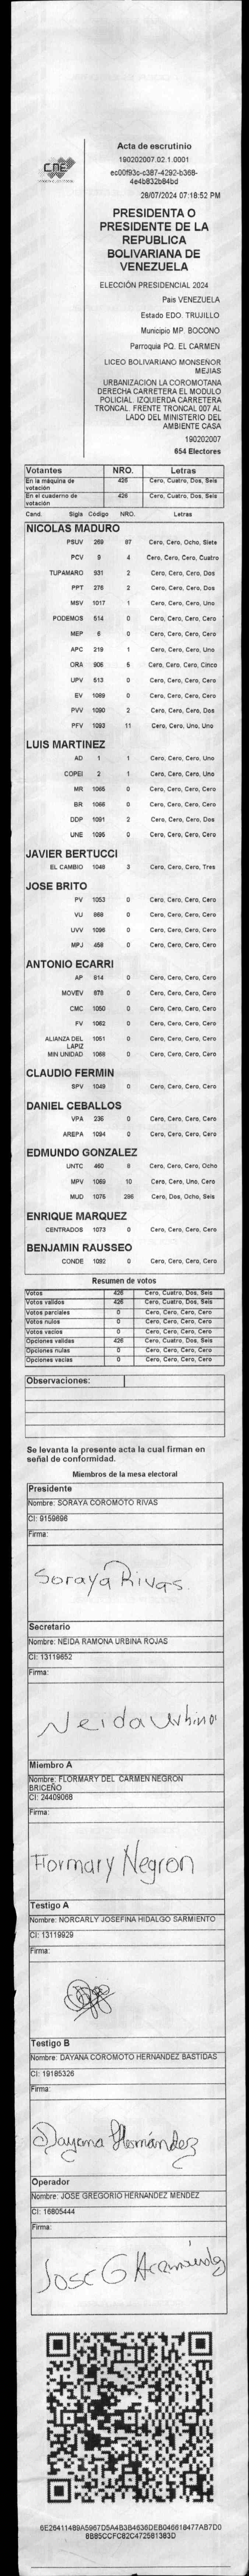 CNE
Acta de escrutinio
190202007.02.1.0001
ec00f93c-c387-4292-b368-
4e4b832b84bd
28/07/2024 07:18:52 PM
PRESIDENTA O
PRESIDENTE DE LA
REPUBLICA
BOLIVARIANA DE
VENEZUELA
ELECCIÓN PRESIDENCIAL 2024
Pais VENEZUELA
Estado EDO. TRUJILLO
Municipio MP. BOCONO
Parroquia PQ. EL CARMEN
LICEO BOLIVARIANO MONSEÑOR
MEJIAS
URBANIZACION LA COROMOTANA
DERECHA CARRETERA EL MODULO
POLICIAL. IZQUIERDA CARRETERA
TRONCAL. FRENTE TRONCAL 007 AL
LADO DEL MINISTERIO DEL
AMBIENTE CASA
190202007
654 Electores
Votantes NRO. Letras
En la máquina de votación 426 Cero, Cuatro, Dos, Seis
En el cuaderno de votación 426 Cero, Cuatro, Dos, Seis
Cand. Sigla Código NRO. Letras
NICOLAS MADURO
PSUV 269 87 Cero, Cero, Ocho, Siete
PCV 9 4 Cero, Cero, Cero, Cuatro
TUPAMARO 931 2 Cero, Cero, Cero, Dos
PPT 276 2 Cero, Cero, Cero, Dos
MSV 1017 1 Cero, Cero, Cero, Uno
PODEMOS 514 0 Cero, Cero, Cero, Cero
MEP 6 0 Cero, Cero, Cero, Cero
APC 219 1 Cero, Cero, Cero, Uno
ORA 906 5 Cero, Cero, Cero, Cinco
UPV 513 0 Cero, Cero, Cero, Cero
EV 1089 0 Cero, Cero, Cero, Cero
PVV 1090 2 Cero, Cero, Cero, Dos
PFV 1093 11 Cero, Cero, Uno, Uno
LUIS MARTINEZ
AD 1 1 Cero, Cero, Cero, Uno
COPEI 2 1 Cero, Cero, Cero, Uno
MR 1065 0 Cero, Cero, Cero, Cero
BR 1066 0 Cero, Cero, Cero, Cero
DDP 1091 2 Cero, Cero, Cero, Dos
UNE 1095 0 Cero, Cero, Cero, Cero
JAVIER BERTUCCI
EL CAMBIO 1048 3 Cero, Cero, Cero, Tres
JOSE BRITO
PV 1053 0 Cero, Cero, Cero, Cero
VU 868 0 Cero, Cero, Cero, Cero
UVV 1096 0 Cero, Cero, Cero, Cero
MPJ 458 0 Cero, Cero, Cero, Cero
ANTONIO ECARRI
AP 814 0 Cero, Cero, Cero, Cero
MOVEV 878 0 Cero, Cero, Cero, Cero
CMC 1050 0 Cero, Cero, Cero, Cero
FV 1062 0 Cero, Cero, Cero, Cero
ALIANZA DEL LAPIZ 1051 0 Cero, Cero, Cero, Cero
MIN UNIDAD 1068 0 Cero, Cero, Cero, Cero
CLAUDIO FERMIN
SPV 1049 0 Cero, Cero, Cero, Cero
DANIEL CEBALLOS
VPA 235 0 Cero, Cero, Cero, Cero
AREPA 1094 0 Cero, Cero, Cero, Cero
EDMUNDO GONZALEZ
UNTC 460 8 Cero, Cero, Cero, Ocho
MPV 1069 10 Cero, Cero, Uno, Cero
MUD 1075 286 Cero, Dos, Ocho, Seis
ENRIQUE MARQUEZ
CENTRADOS 1073 0 Cero, Cero, Cero, Cero
BENJAMIN RAUSSEO
CONDE 1092 0 Cero, Cero, Cero, Cero
Resumen de votos
Votos 426 Cero, Cuatro, Dos, Seis
Votos validos 426 Cero, Cuatro, Dos, Seis
Votos parciales 0 Cero, Cero, Cero, Cero
Votos nulos 0 Cero, Cero, Cero, Cero
Votos vacios 0 Cero, Cero, Cero, Cero
Opciones validas 426 Cero, Cuatro, Dos, Seis
Opciones nulas 0 Cero, Cero, Cero, Cero
Opciones vacias 0 Cero, Cero, Cero, Cero
Observaciones:
Se levanta la presente acta la cual firman en
señal de conformidad.
Miembros de la mesa electoral
Presidente
Nombre: SORAYA COROMOTO RIVAS
CI: 9159696
Firma:
Soraya Rivas
Secretario
Nombre: NEIDA RAMONA URBINA ROJAS
CI: 13119652
Firma:
Neida Urbina
Miembro A
Nombre: FLORMARY DEL CARMEN NEGRON
BRICEÑO
CI: 24409068
Firma:
Flormary Negron
Testigo A
Nombre: NORCARLY JOSEFINA HIDALGO SARMIENTO
CI: 13119929
Firma:
Testigo B
Nombre: DAYANA COROMOTO HERNANDEZ BASTIDAS
CI: 19185326
Firma:
Dayana Hernández
Operador
Nombre: JOSE GREGORIO HERNANDEZ MENDEZ
CI: 16805444
Firma:
Jose G Hernández
6E26411489A5967D5A4B3B4636DEB046618477AB7D0
8B85CCFC82C472581383D